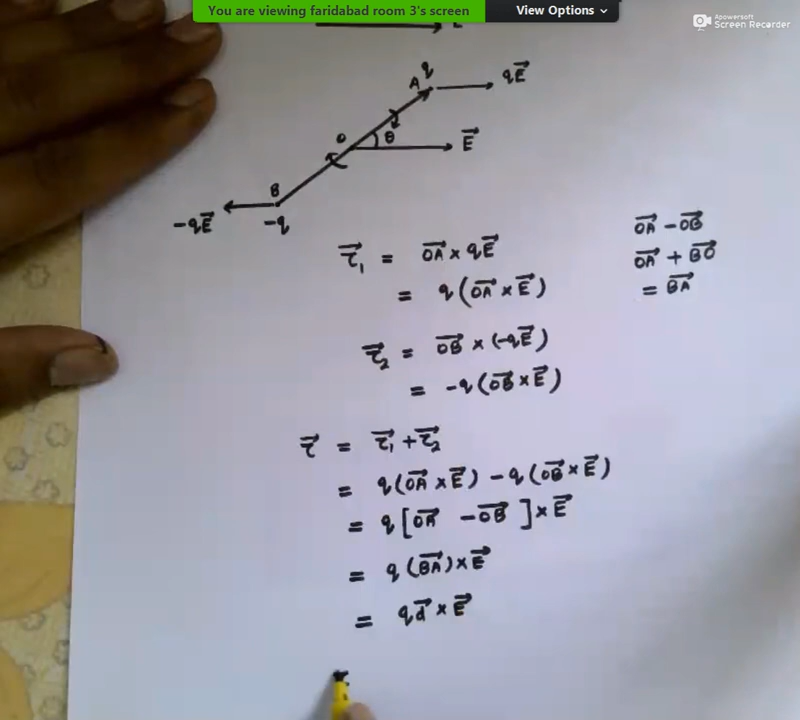 You are viewing faridabad room 3's screen
View Options
Apowersoft
Screen Recorder
A
q
qE⃗
O
θ
E⃗
B
-q
-qE⃗
τ⃗₁ = OA⃗ × qE⃗
= q(OA⃗ × E⃗)
OA⃗ - OB⃗
OA⃗ + BO⃗
= BA⃗
τ⃗₂ = OB⃗ × (-qE⃗)
= -q(OB⃗ × E⃗)
τ⃗ = τ⃗₁ + τ⃗₂
= q(OA⃗ × E⃗) - q(OB⃗ × E⃗)
= q[OA⃗ - OB⃗] × E⃗
= q(BA⃗) × E⃗
= qd⃗ × E⃗